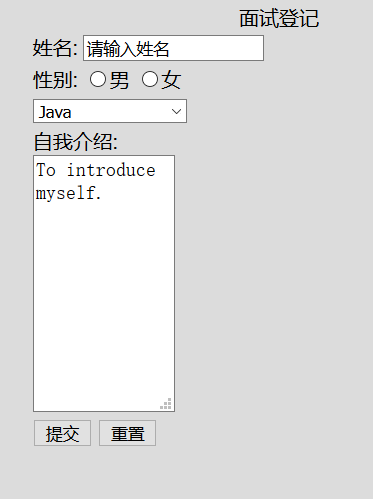 面试登记
姓名: 请输入姓名
性别: 男 女
Java
自我介绍:
To introduce
myself.
提交 重置